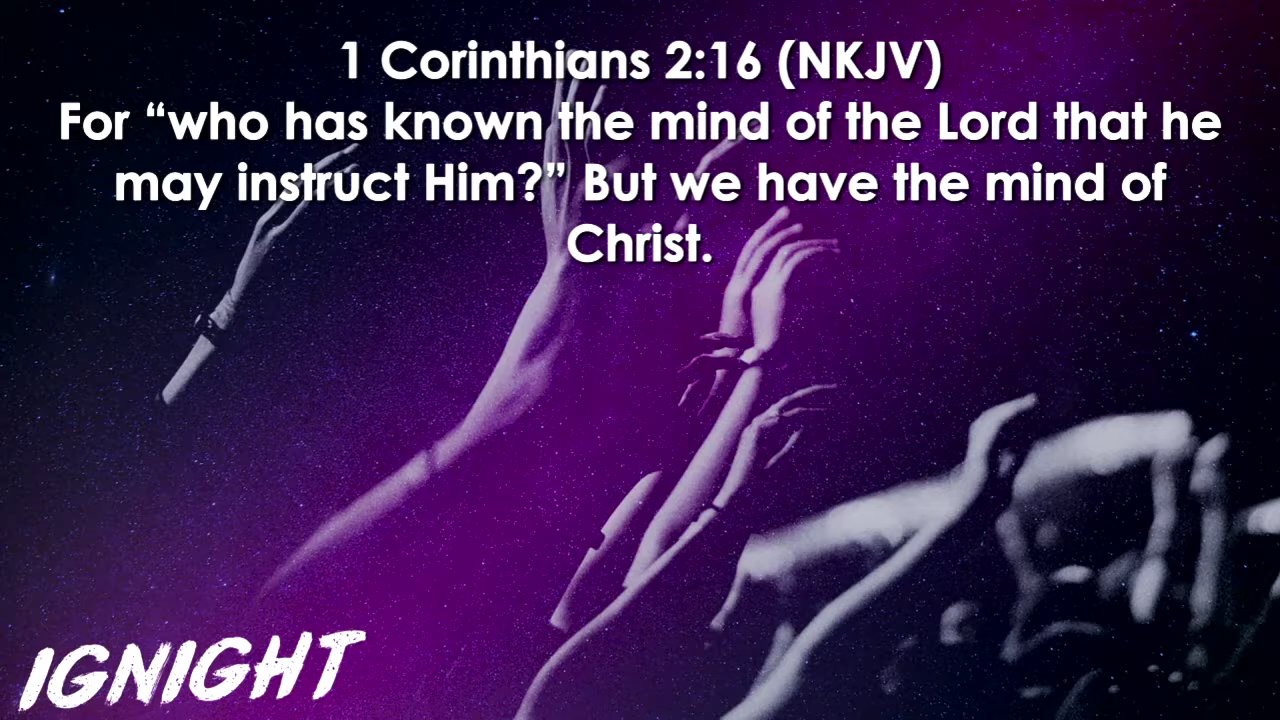 1 Corinthians 2:16 (NKJV)
For “who has known the mind of the Lord that he
may instruct Him?” But we have the mind of
Christ.
IGNIGHT